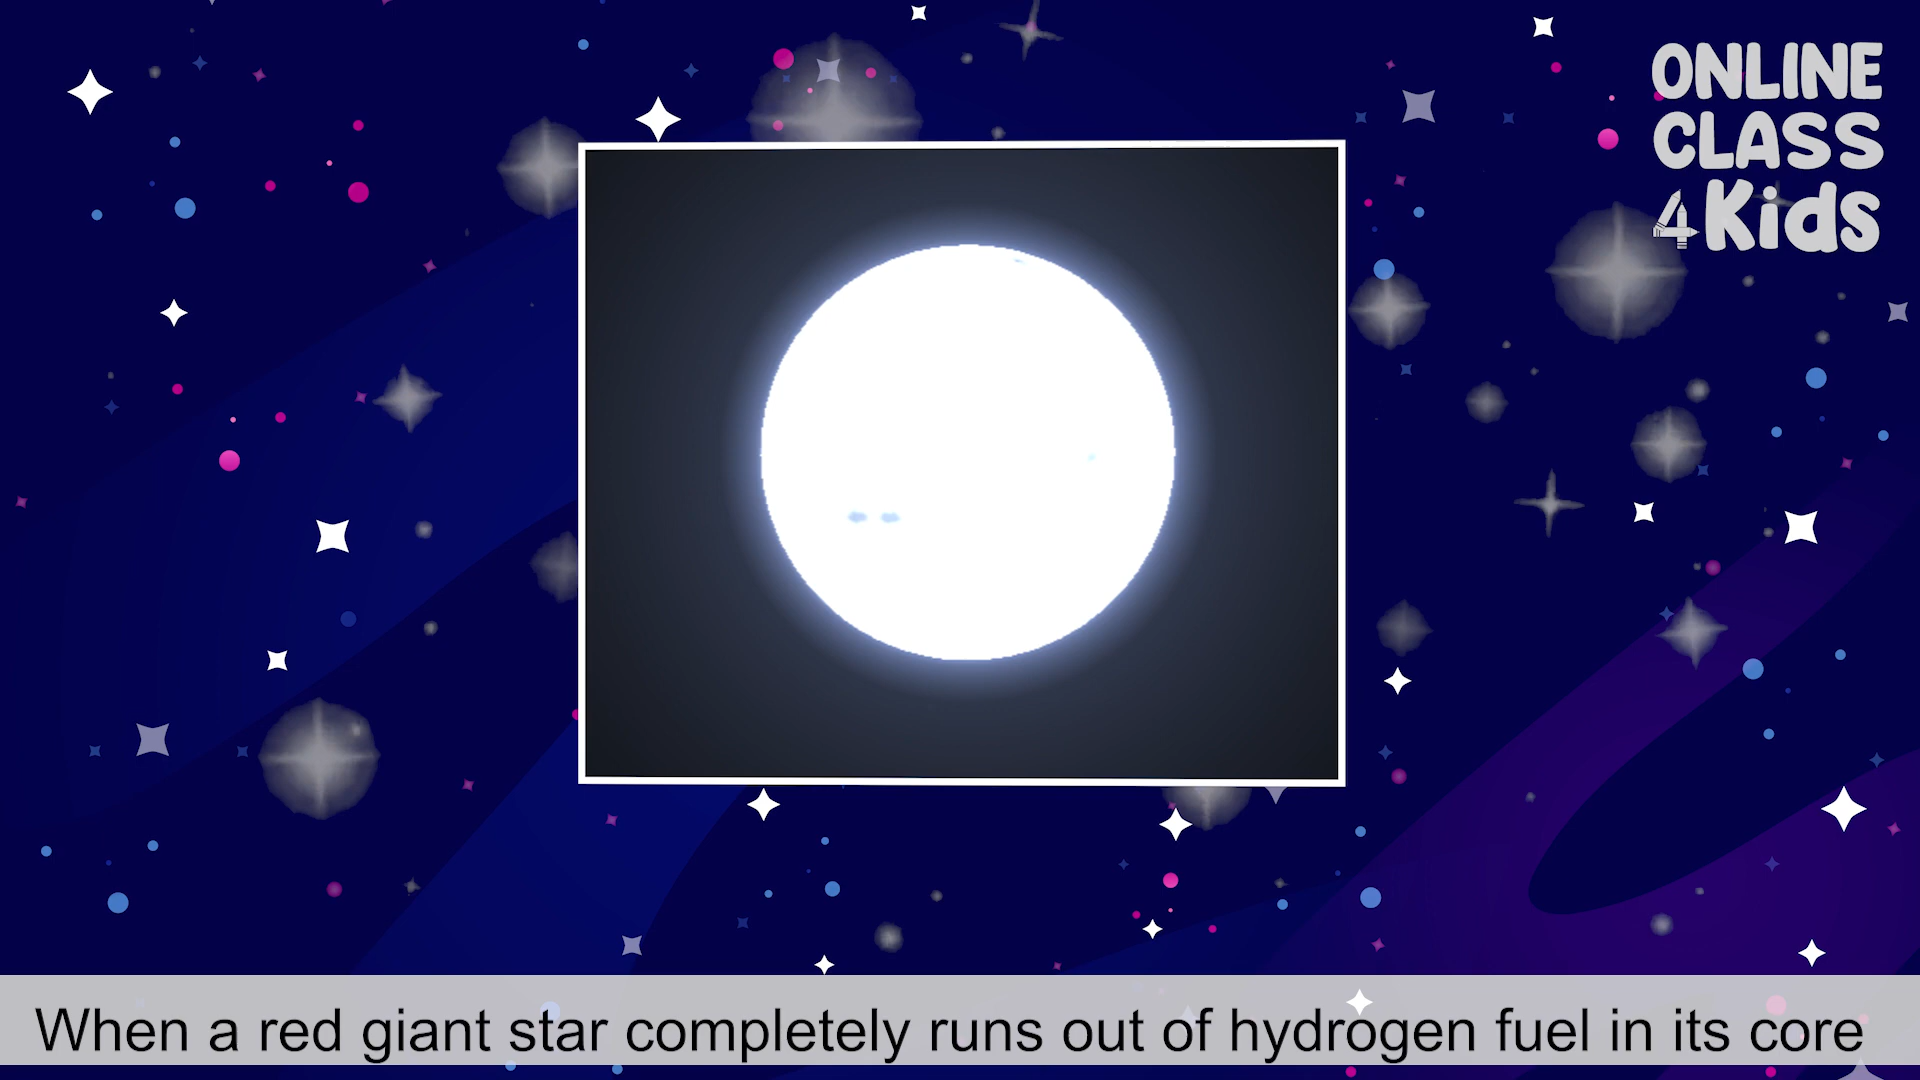 ONLINE
CLASS
4Kids
When a red giant star completely runs out of hydrogen fuel in its core